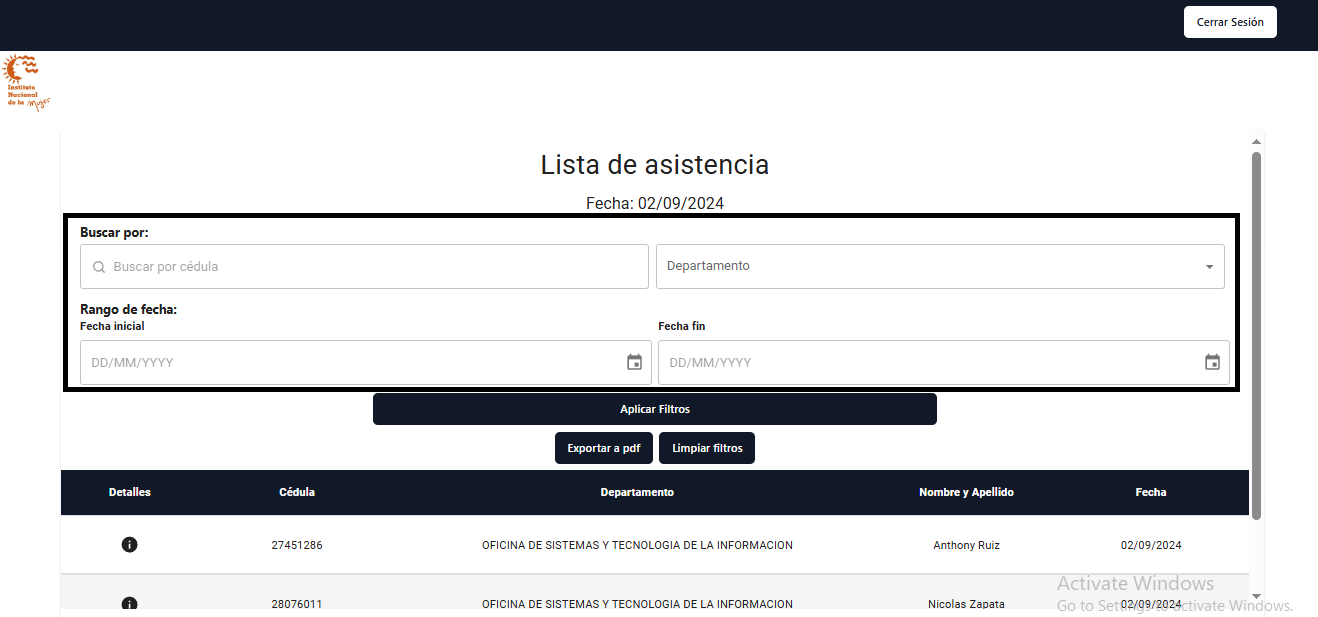 Cerrar Sesión
Instituto
Nacional
de la Mujer
Lista de asistencia
Fecha: 02/09/2024
Buscar por:
Buscar por cédula
Departamento
Rango de fecha:
Fecha inicial
Fecha fin
DD/MM/YYYY
DD/MM/YYYY
Aplicar Filtros
Exportar a pdf
Limpiar filtros
Detalles Cédula Departamento Nombre y Apellido Fecha
27451286 OFICINA DE SISTEMAS Y TECNOLOGIA DE LA INFORMACION Anthony Ruiz 02/09/2024
28076011 OFICINA DE SISTEMAS Y TECNOLOGIA DE LA INFORMACION Nicolas Zapata 02/09/2024
Activate Windows
Go to Settings to activate Windows.